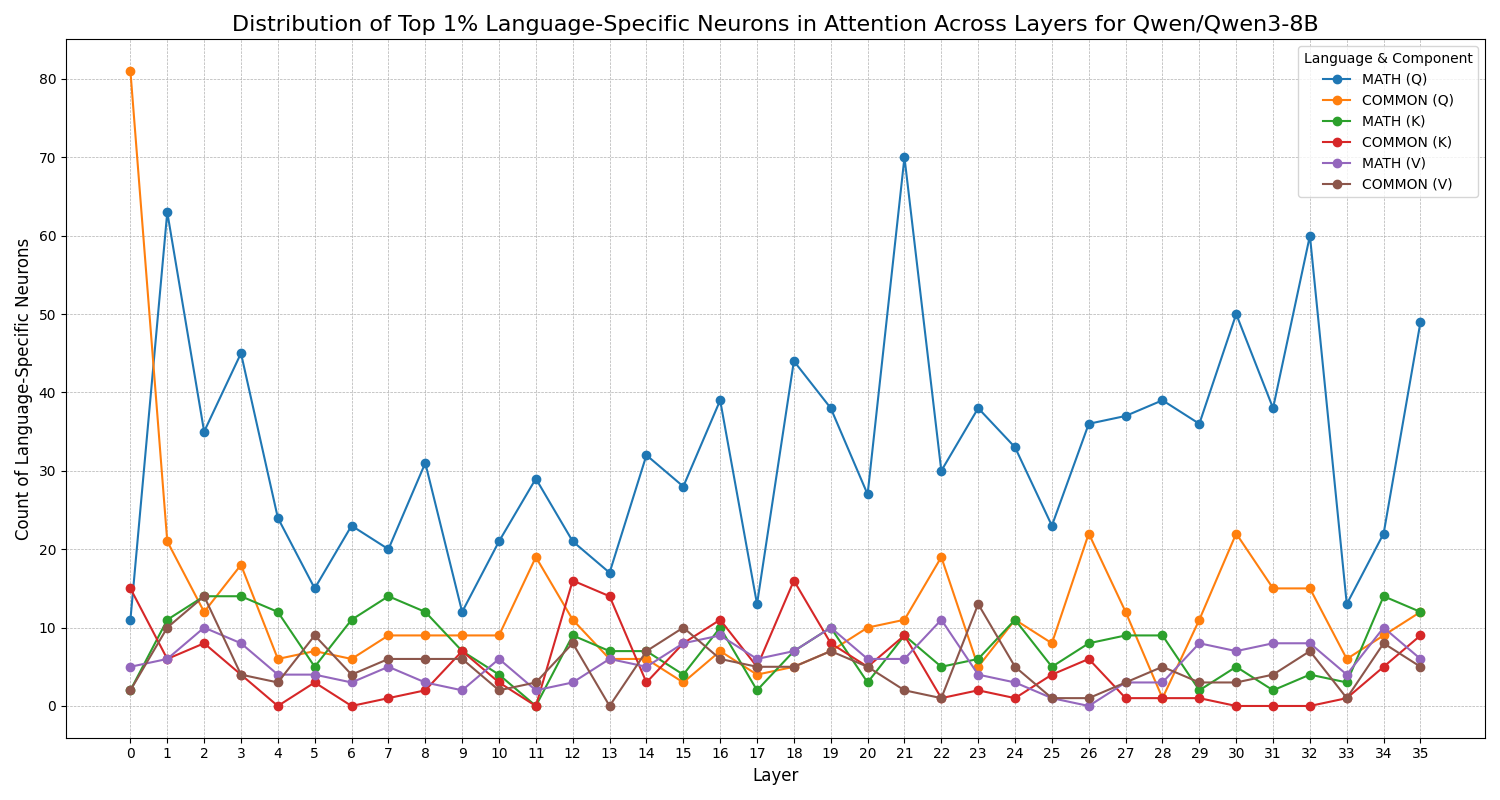 Distribution of Top 1% Language-Specific Neurons in Attention Across Layers for Qwen/Qwen3-8B
Language & Component
MATH (Q)
COMMON (Q)
MATH (K)
COMMON (K)
MATH (V)
COMMON (V)
Count of Language-Specific Neurons
80
70
60
50
40
30
20
10
0
0 1 2 3 4 5 6 7 8 9 10 11 12 13 14 15 16 17 18 19 20 21 22 23 24 25 26 27 28 29 30 31 32 33 34 35
Layer